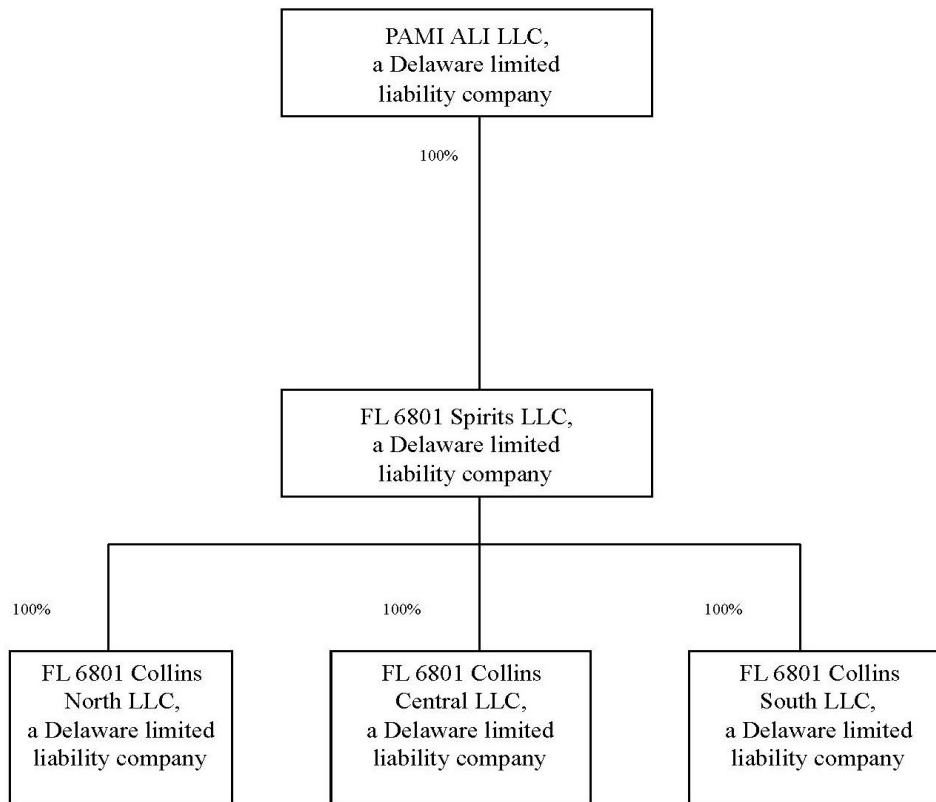 PAMI ALI LLC,
a Delaware limited
liability company
100%
FL 6801 Spirits LLC,
a Delaware limited
liability company
100%
100%
100%
FL 6801 Collins
North LLC,
a Delaware limited
liability company
FL 6801 Collins
Central LLC,
a Delaware limited
liability company
FL 6801 Collins
South LLC,
a Delaware limited
liability company